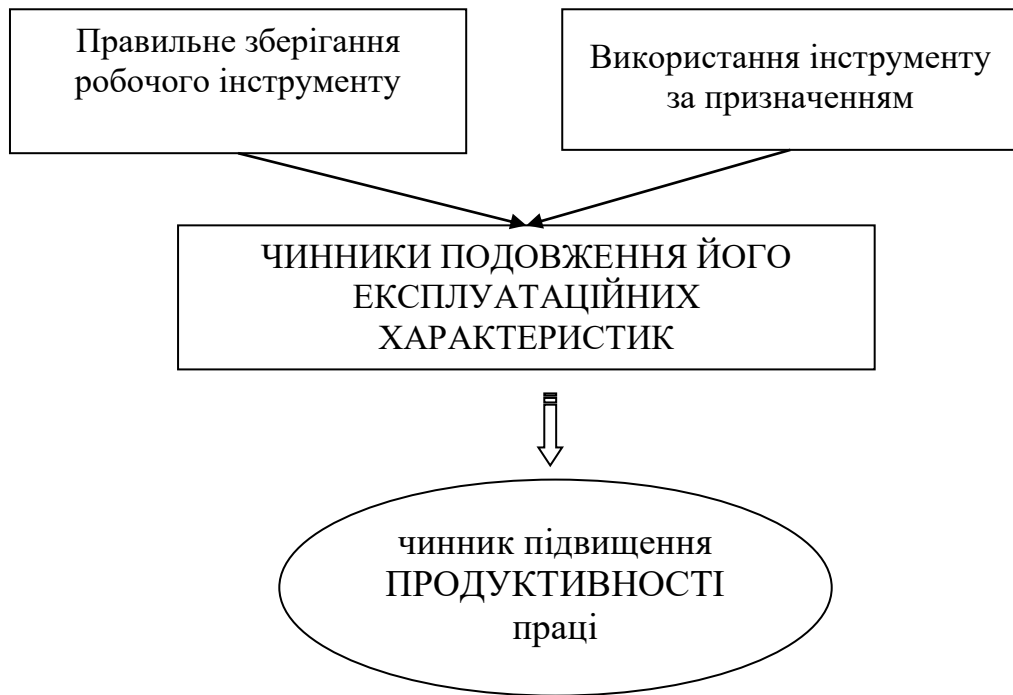 Правильне зберігання
робочого інструменту
Використання інструменту
за призначенням
ЧИННИКИ ПОДОВЖЕННЯ ЙОГО
ЕКСПЛУАТАЦІЙНИХ
ХАРАКТЕРИСТИК
чинник підвищення
ПРОДУКТИВНОСТІ
праці